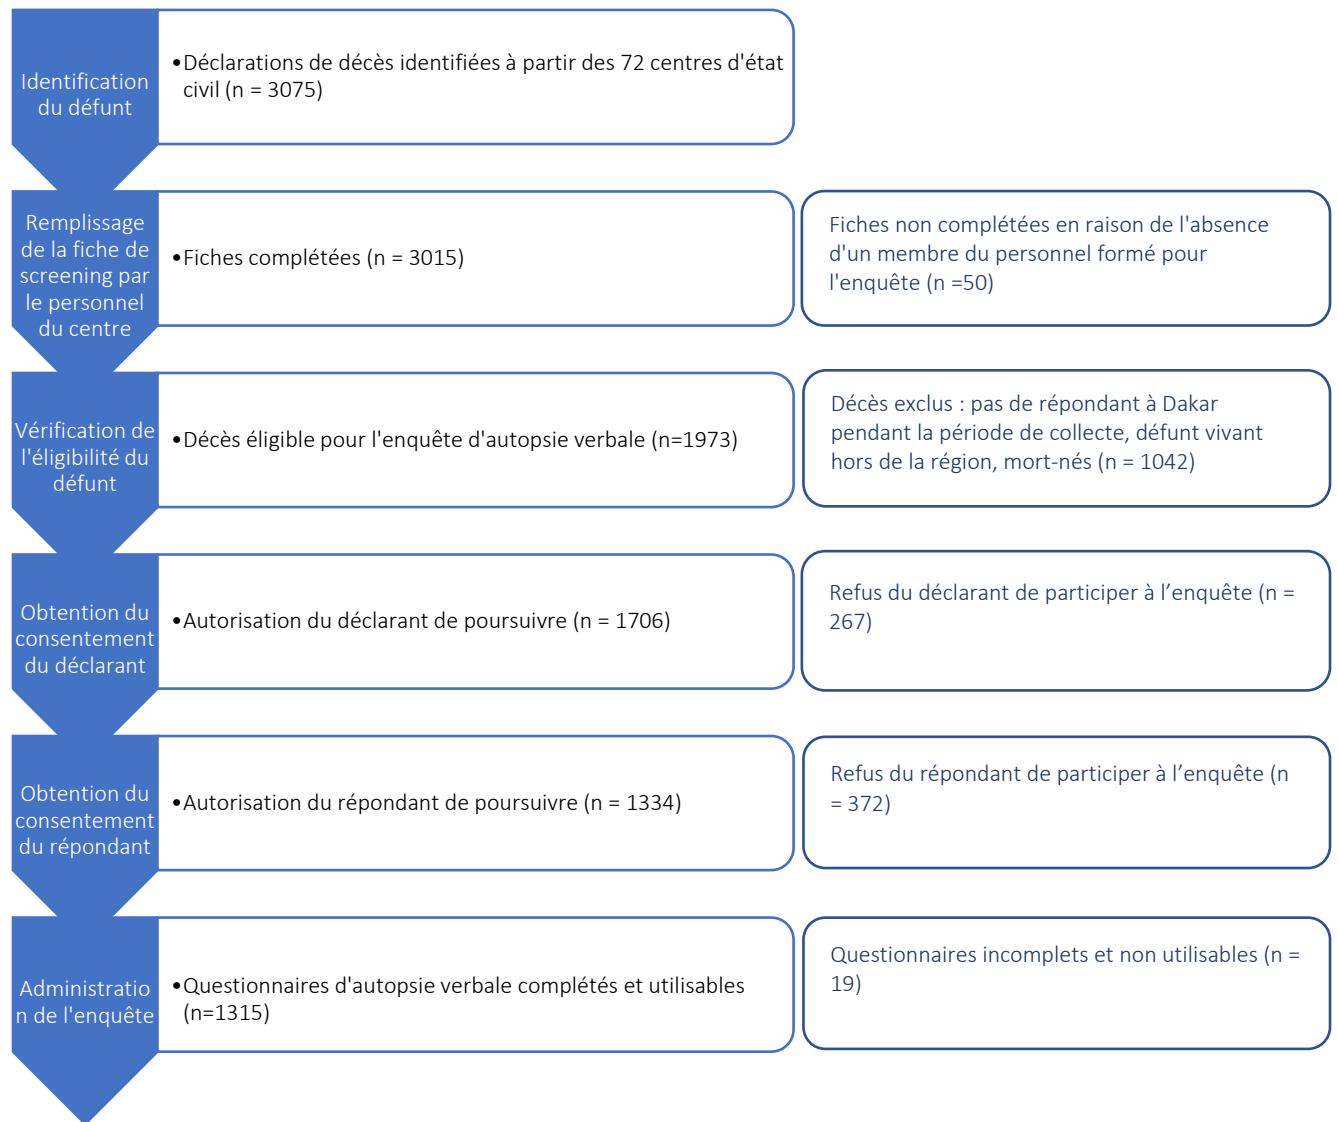 Identification
du défunt
•Déclarations de décès identifiées à partir des 72 centres d'état
civil (n = 3075)
Remplissage
de la fiche de
screening par
le personnel
du centre
•Fiches complétées (n = 3015)
Fiches non complétées en raison de l'absence
d'un membre du personnel formé pour
l'enquête (n =50)
Vérification de
l'éligibilité du
défunt
•Décès éligible pour l'enquête d'autopsie verbale (n=1973)
Décès exclus : pas de répondant à Dakar
pendant la période de collecte, défunt vivant
hors de la région, mort-nés (n = 1042)
Obtention du
consentement
du déclarant
•Autorisation du déclarant de poursuivre (n = 1706)
Refus du déclarant de participer à l’enquête (n =
267)
Obtention du
consentement
du répondant
•Autorisation du répondant de poursuivre (n = 1334)
Refus du répondant de participer à l’enquête (n
= 372)
Administratio
n de l'enquête
•Questionnaires d'autopsie verbale complétés et utilisables
(n=1315)
Questionnaires incomplets et non utilisables (n =
19)